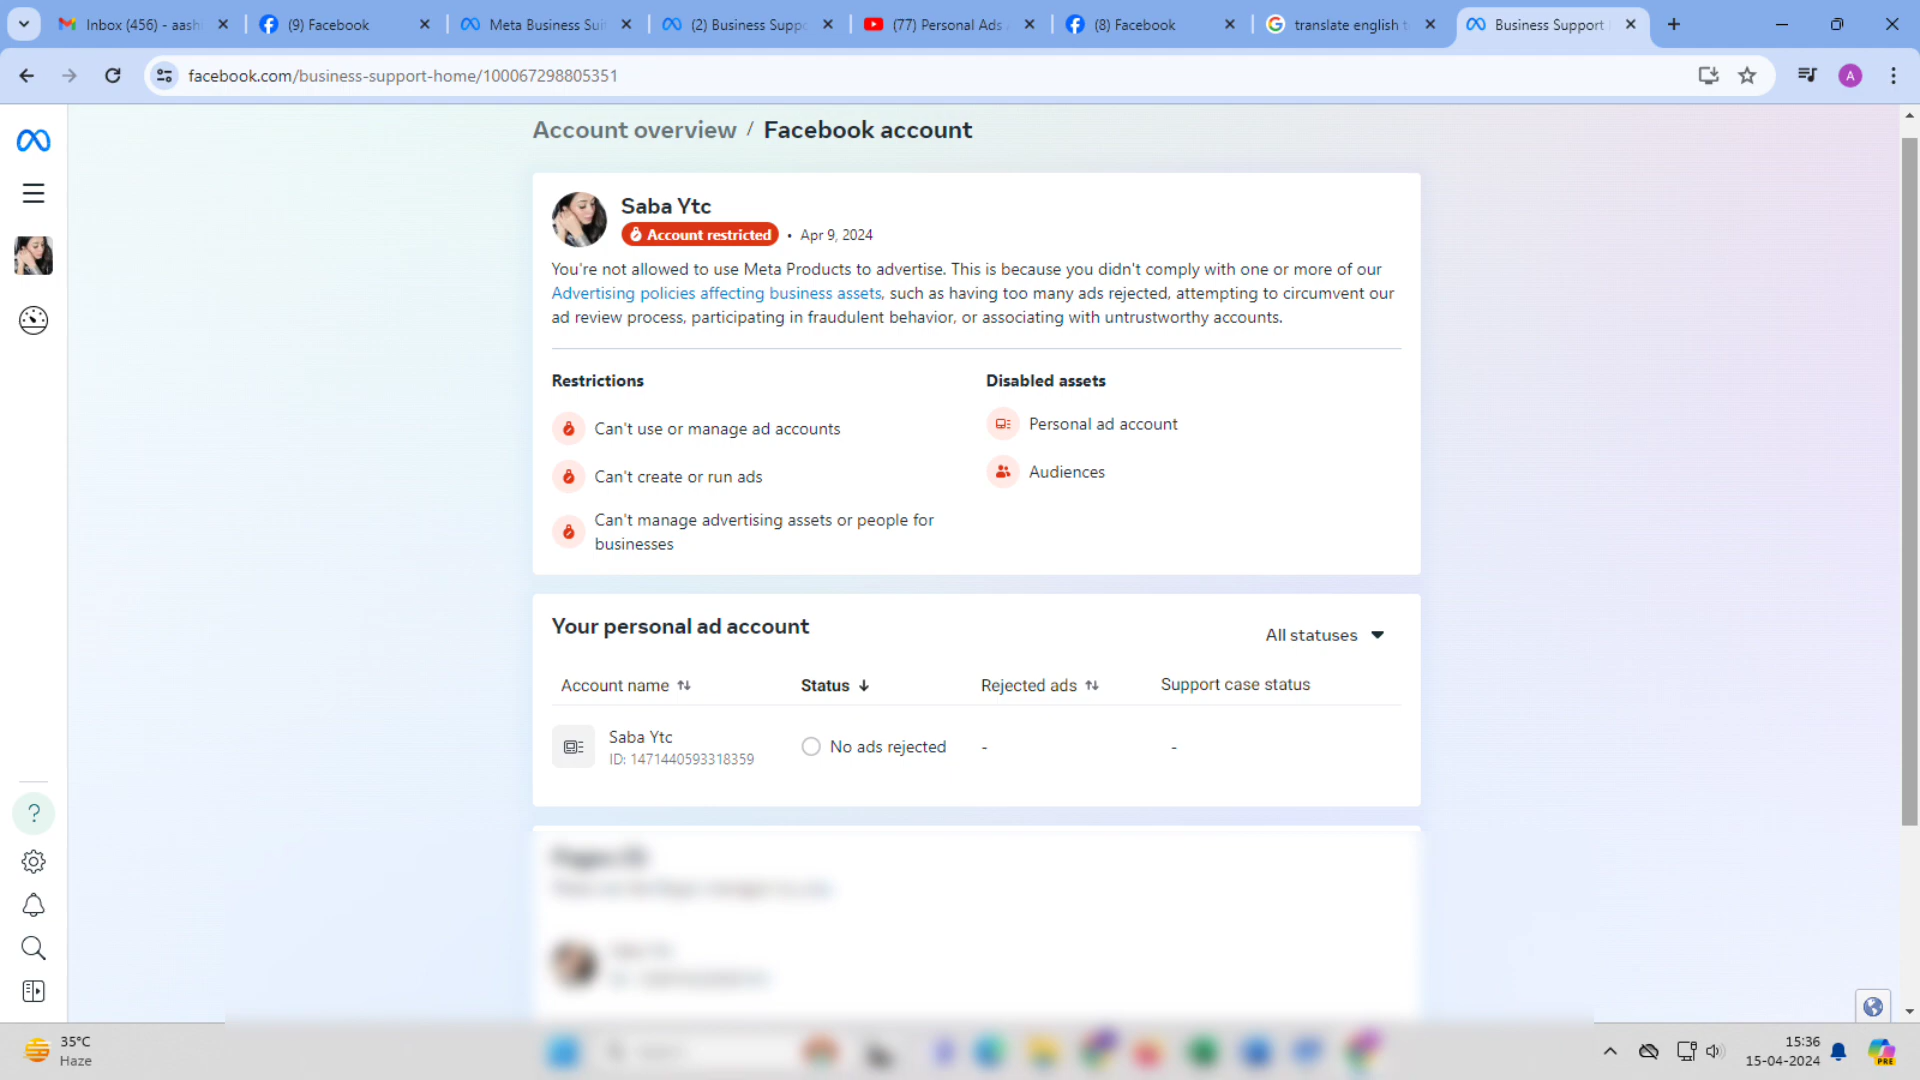 Inbox (456) - aashi
(9) Facebook
Meta Business Suit
(2) Business Suppo
(77) Personal Ads
(8) Facebook
translate english t
Business Support
facebook.com/business-support-home/100067298805351
A
Account overview / Facebook account
Saba Ytc
Account restricted • Apr 9, 2024
You're not allowed to use Meta Products to advertise. This is because you didn't comply with one or more of our
Advertising policies affecting business assets, such as having too many ads rejected, attempting to circumvent our
ad review process, participating in fraudulent behavior, or associating with untrustworthy accounts.
Restrictions
Can't use or manage ad accounts
Can't create or run ads
Can't manage advertising assets or people for
businesses
Disabled assets
Personal ad account
Audiences
Your personal ad account
All statuses
Account name
Status
Rejected ads
Support case status
Saba Ytc
ID: 1471440593318359
No ads rejected
-
-
35°C
Haze
15:36
15-04-2024
PRE